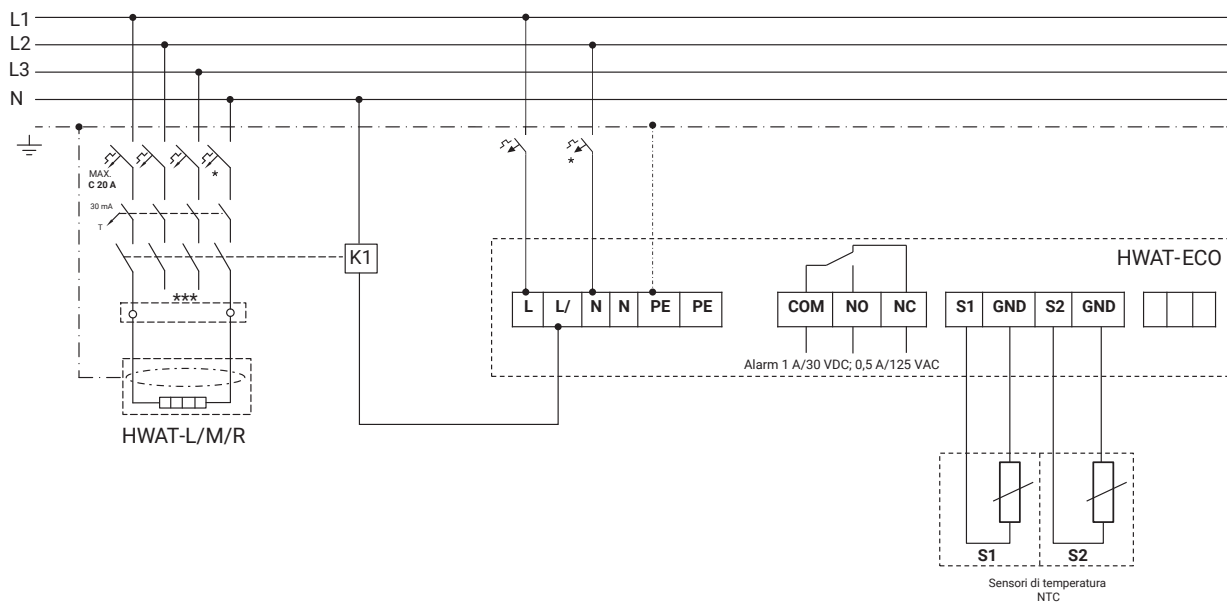 L1
L2
L3
N
MAX.
C 20 A
*
*
30 mA
T
K1
HWAT-ECO
***
L L/ N N PE PE
COM NO NC
S1 GND S2 GND
Alarm 1 A/30 VDC; 0,5 A/125 VAC
HWAT-L/M/R
S1 S2
Sensori di temperatura
NTC